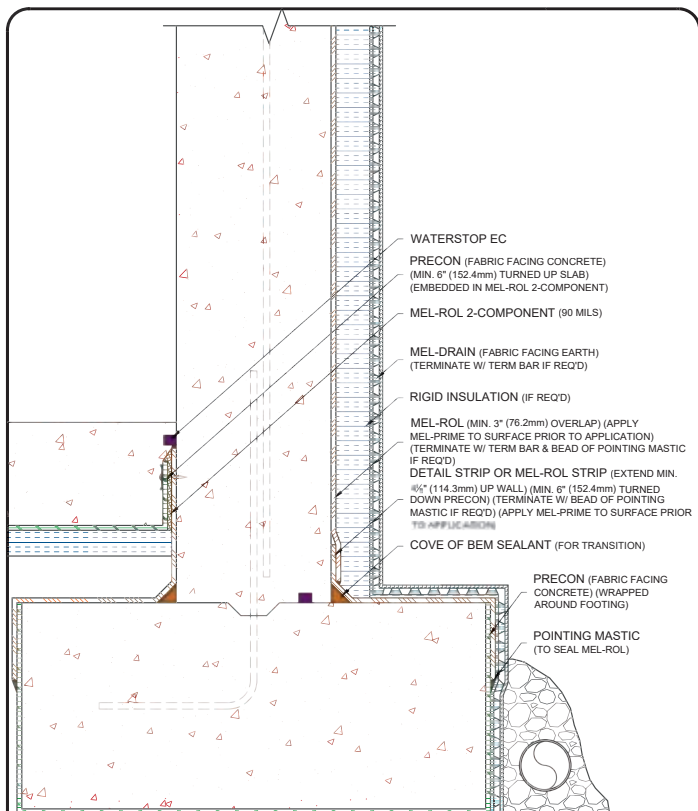 WATERSTOP EC
PRECON (FABRIC FACING CONCRETE)
(MIN. 6" (152.4mm) TURNED UP SLAB)
(EMBEDDED IN MEL-ROL 2-COMPONENT)
MEL-ROL 2-COMPONENT (90 MILS)
MEL-DRAIN (FABRIC FACING EARTH)
(TERMINATE W/ TERM BAR IF REQ'D)
RIGID INSULATION (IF REQ'D)
MEL-ROL (MIN. 3" (76.2mm) OVERLAP) (APPLY
MEL-PRIME TO SURFACE PRIOR TO APPLICATION)
(TERMINATE W/ TERM BAR & BEAD OF POINTING MASTIC
IF REQ'D)
DETAIL STRIP OR MEL-ROL STRIP (EXTEND MIN.
4½" (114.3mm) UP WALL) (MIN. 6" (152.4mm) TURNED
DOWN PRECON) (TERMINATE W/ BEAD OF POINTING
MASTIC IF REQ'D) (APPLY MEL-PRIME TO SURFACE PRIOR
TO APPLICATION)
COVE OF BEM SEALANT (FOR TRANSITION)
PRECON (FABRIC FACING
CONCRETE) (WRAPPED
AROUND FOOTING)
POINTING MASTIC
(TO SEAL MEL-ROL)